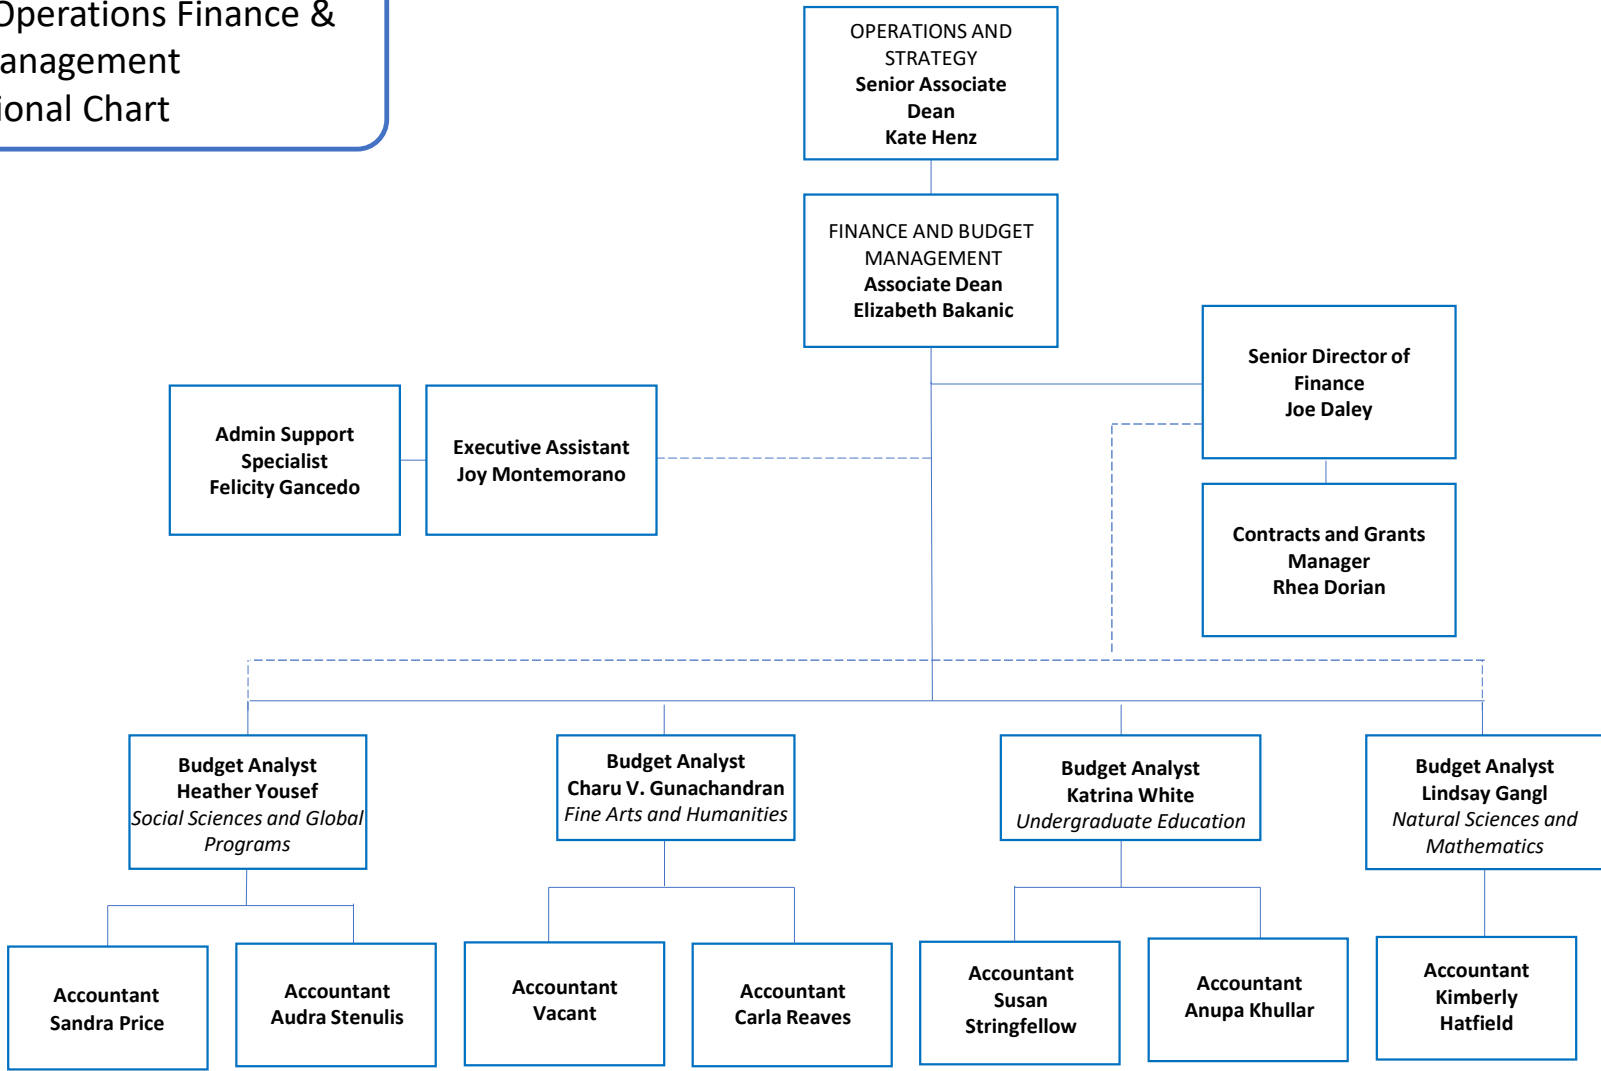 Operations Finance &
anagement
ional Chart
OPERATIONS AND
STRATEGY
Senior Associate
Dean
Kate Henz
FINANCE AND BUDGET
MANAGEMENT
Associate Dean
Elizabeth Bakanic
Senior Director of
Finance
Joe Daley
Admin Support
Specialist
Felicity Gancedo
Executive Assistant
Joy Montemorano
Contracts and Grants
Manager
Rhea Dorian
Budget Analyst
Heather Yousef
Social Sciences and Global
Programs
Budget Analyst
Charu V. Gunachandran
Fine Arts and Humanities
Budget Analyst
Katrina White
Undergraduate Education
Budget Analyst
Lindsay Gangl
Natural Sciences and
Mathematics
Accountant
Sandra Price
Accountant
Audra Stenulis
Accountant
Vacant
Accountant
Carla Reaves
Accountant
Susan
Stringfellow
Accountant
Anupa Khullar
Accountant
Kimberly
Hatfield